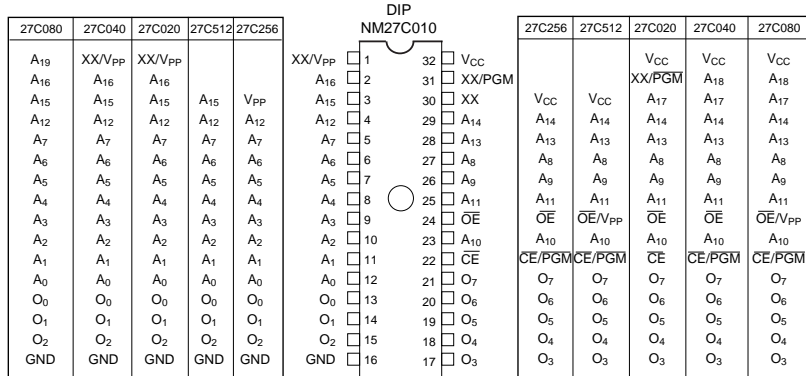 DIP
27C080 27C040 27C020 27C512 27C256 NM27C010 27C256 27C512 27C020 27C040 27C080
A19 XX/VPP XX/VPP XX/VPP 1 32 VCC VCC VCC VCC
A16 A16 A16 A16 2 31 XX/PGM XX/PGM A18 A18
A15 A15 A15 A15 VPP A15 3 30 XX VCC VCC A17 A17 A17
A12 A12 A12 A12 A12 A12 4 29 A14 A14 A14 A14 A14 A14
A7 A7 A7 A7 A7 A7 5 28 A13 A13 A13 A13 A13 A13
A6 A6 A6 A6 A6 A6 6 27 A8 A8 A8 A8 A8 A8
A5 A5 A5 A5 A5 A5 7 26 A9 A9 A9 A9 A9 A9
A4 A4 A4 A4 A4 A4 8 25 A11 A11 A11 A11 A11 A11
A3 A3 A3 A3 A3 A3 9 24 OE OE OE/VPP OE OE OE/VPP
A2 A2 A2 A2 A2 A2 10 23 A10 A10 A10 A10 A10 A10
A1 A1 A1 A1 A1 A1 11 22 CE CE/PGM CE/PGM CE CE/PGM CE/PGM
A0 A0 A0 A0 A0 A0 12 21 O7 O7 O7 O7 O7 O7
O0 O0 O0 O0 O0 O0 13 20 O6 O6 O6 O6 O6 O6
O1 O1 O1 O1 O1 O1 14 19 O5 O5 O5 O5 O5 O5
O2 O2 O2 O2 O2 O2 15 18 O4 O4 O4 O4 O4 O4
GND GND GND GND GND GND 16 17 O3 O3 O3 O3 O3 O3